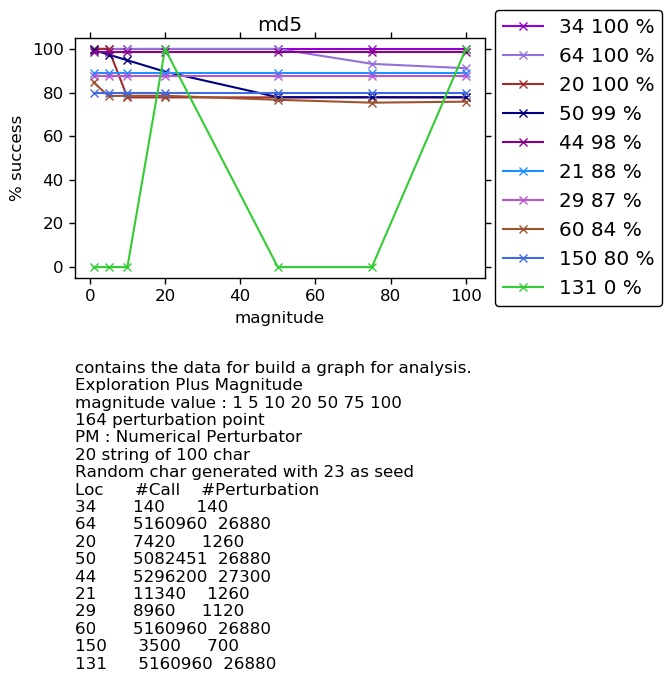 md5
100
80
60
40
20
0
% success
0 20 40 60 80 100
magnitude
34 100 %
64 100 %
20 100 %
50 99 %
44 98 %
21 88 %
29 87 %
60 84 %
150 80 %
131 0 %
contains the data for build a graph for analysis.
Exploration Plus Magnitude
magnitude value : 1 5 10 20 50 75 100
164 perturbation point
PM : Numerical Perturbator
20 string of 100 char
Random char generated with 23 as seed
Loc #Call #Perturbation
34 140 140
64 5160960 26880
20 7420 1260
50 5082451 26880
44 5296200 27300
21 11340 1260
29 8960 1120
60 5160960 26880
150 3500 700
131 5160960 26880